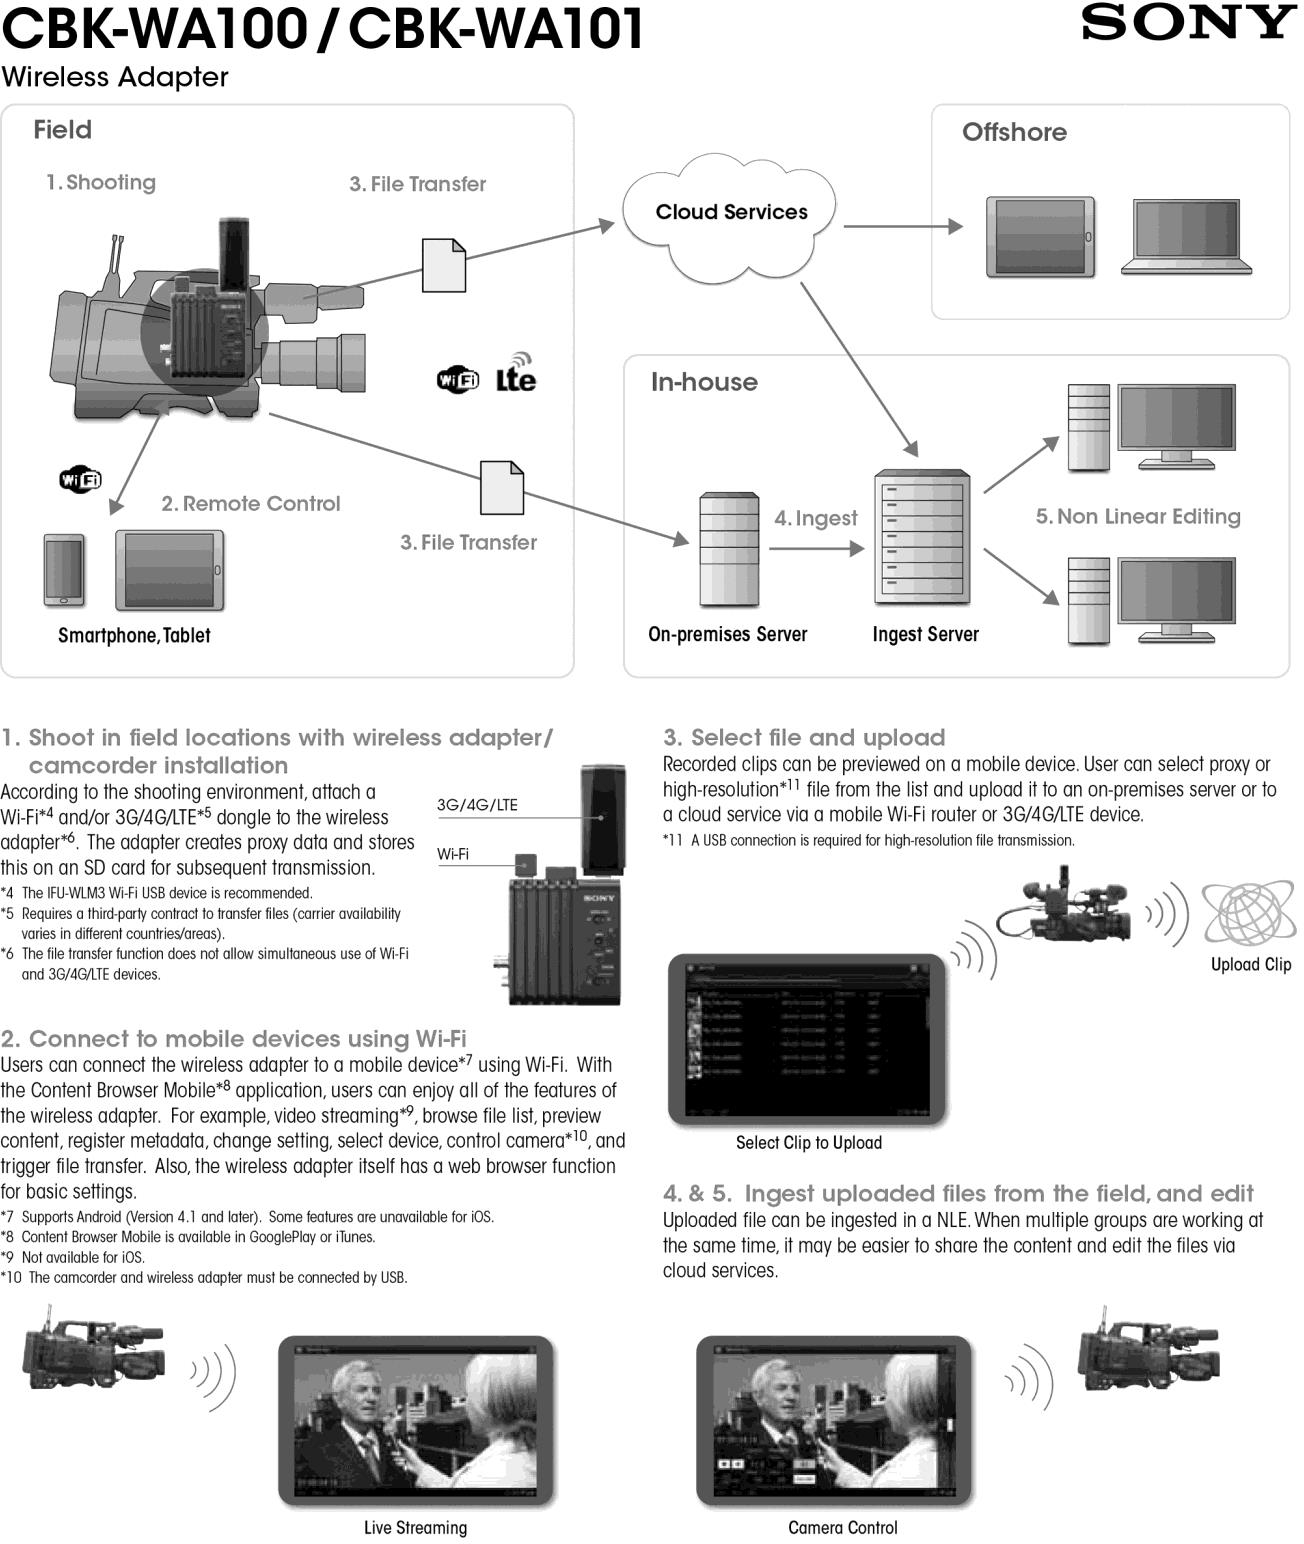 CBK-WA100 / CBK-WA101
SONY
Wireless Adapter
Field
1. Shooting
3. File Transfer
Cloud Services
Offshore
WiFi
Lte
In-house
WiFi
2. Remote Control
3. File Transfer
4. Ingest
5. Non Linear Editing
Smartphone, Tablet
On-premises Server
Ingest Server
1. Shoot in field locations with wireless adapter/
camcorder installation
According to the shooting environment, attach a
Wi-Fi*4 and/or 3G/4G/LTE*5 dongle to the wireless
adapter*6. The adapter creates proxy data and stores
this on an SD card for subsequent transmission.
*4 The IFU-WLM3 Wi-Fi USB device is recommended.
*5 Requires a third-party contract to transfer files (carrier availability
varies in different countries/areas).
*6 The file transfer function does not allow simultaneous use of Wi-Fi
and 3G/4G/LTE devices.
3G/4G/LTE
Wi-Fi
SONY
2. Connect to mobile devices using Wi-Fi
Users can connect the wireless adapter to a mobile device*7 using Wi-Fi. With
the Content Browser Mobile*8 application, users can enjoy all of the features of
the wireless adapter. For example, video streaming*9, browse file list, preview
content, register metadata, change setting, select device, control camera*10, and
trigger file transfer. Also, the wireless adapter itself has a web browser function
for basic settings.
*7 Supports Android (Version 4.1 and later). Some features are unavailable for iOS.
*8 Content Browser Mobile is available in GooglePlay or iTunes.
*9 Not available for iOS.
*10 The camcorder and wireless adapter must be connected by USB.
Live Streaming
3. Select file and upload
Recorded clips can be previewed on a mobile device. User can select proxy or
high-resolution*11 file from the list and upload it to an on-premises server or to
a cloud service via a mobile Wi-Fi router or 3G/4G/LTE device.
*11 A USB connection is required for high-resolution file transmission.
Upload Clip
Select Clip to Upload
4. & 5. Ingest uploaded files from the field, and edit
Uploaded file can be ingested in a NLE. When multiple groups are working at
the same time, it may be easier to share the content and edit the files via
cloud services.
Camera Control